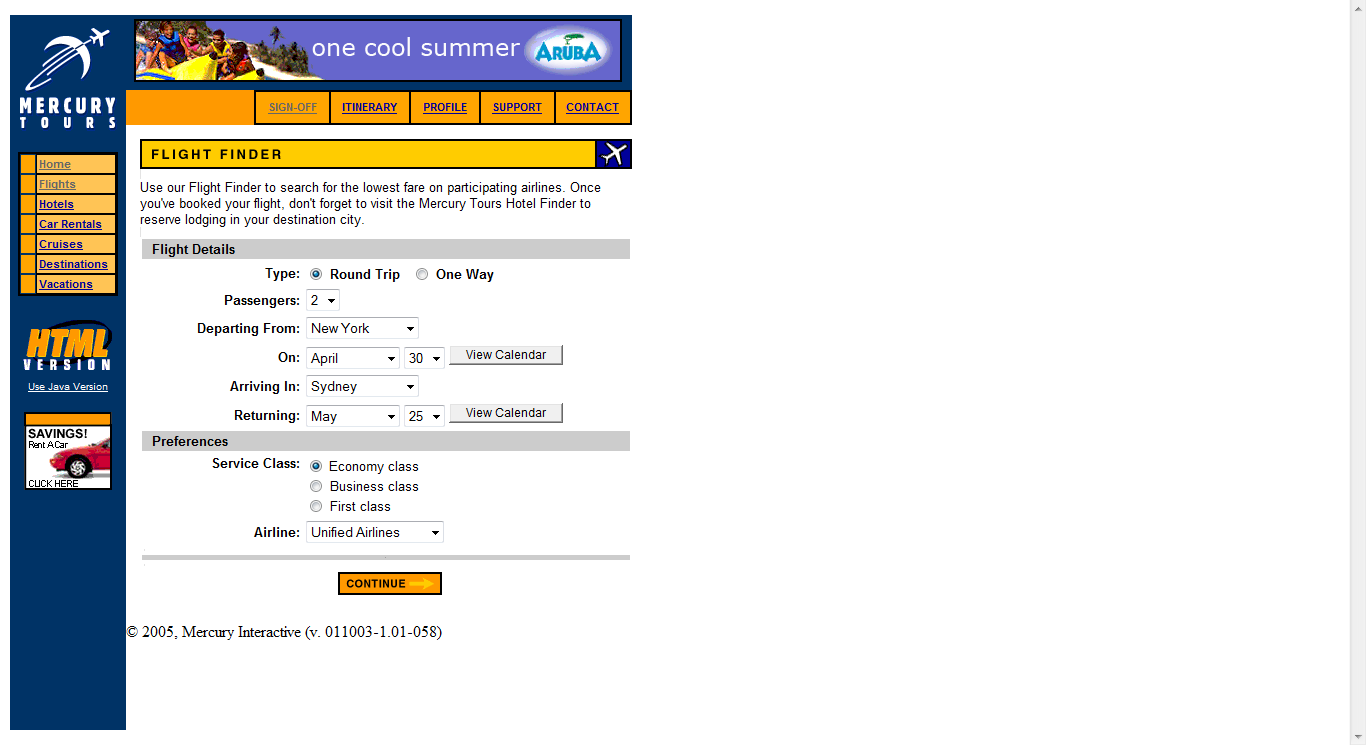 one cool summer ARUBA
MERCURY
TOURS
SIGN-OFF ITINERARY PROFILE SUPPORT CONTACT
Home
Flights
Hotels
Car Rentals
Cruises
Destinations
Vacations
HTML
VERSION
Use Java Version
SAVINGS!
Rent A Car
CLICK HERE
FLIGHT FINDER
Use our Flight Finder to search for the lowest fare on participating airlines. Once
you've booked your flight, don't forget to visit the Mercury Tours Hotel Finder to
reserve lodging in your destination city.
Flight Details
Type: Round Trip One Way
Passengers: 2
Departing From: New York
On: April 30 View Calendar
Arriving In: Sydney
Returning: May 25 View Calendar
Preferences
Service Class: Economy class
Business class
First class
Airline: Unified Airlines
CONTINUE
© 2005, Mercury Interactive (v. 011003-1.01-058)